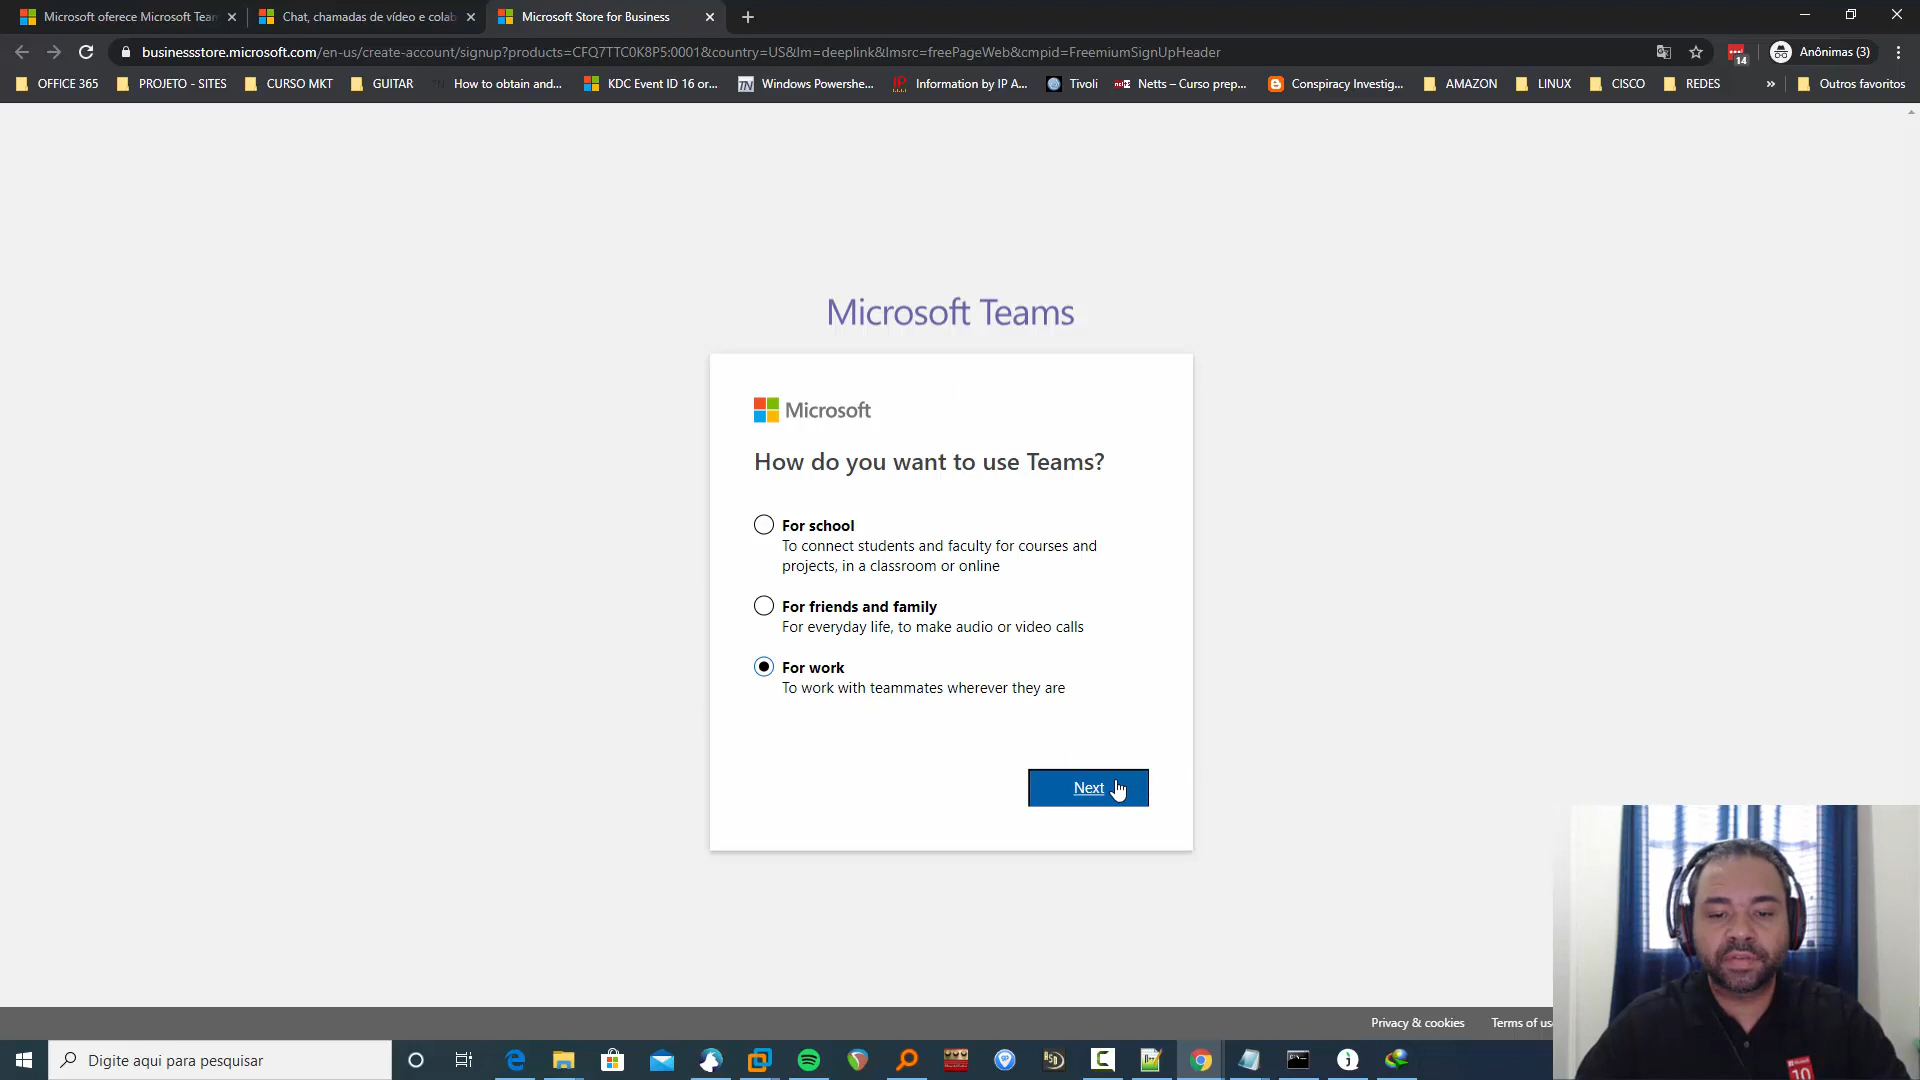 Microsoft oferece Microsoft Tean
Chat, chamadas de vídeo e colab
Microsoft Store for Business
businessstore.microsoft.com/en-us/create-account/signup?products=CFQ7TTC0K8P5:0001&country=US&lm=deeplink&lmsrc=freePageWeb&cmpid=FreemiumSignUpHeader
14
Anônimas (3)
OFFICE 365
PROJETO - SITES
CURSO MKT
GUITAR
How to obtain and...
KDC Event ID 16 or...
Windows Powershe...
Information by IP A...
Tivoli
Netts – Curso prep...
Conspiracy Investig...
AMAZON
LINUX
CISCO
REDES
»
Outros favoritos
Microsoft Teams
Microsoft
How do you want to use Teams?
For school
To connect students and faculty for courses and
projects, in a classroom or online
For friends and family
For everyday life, to make audio or video calls
For work
To work with teammates wherever they are
Next
Privacy & cookies
Terms of us
Digite aqui para pesquisar
10